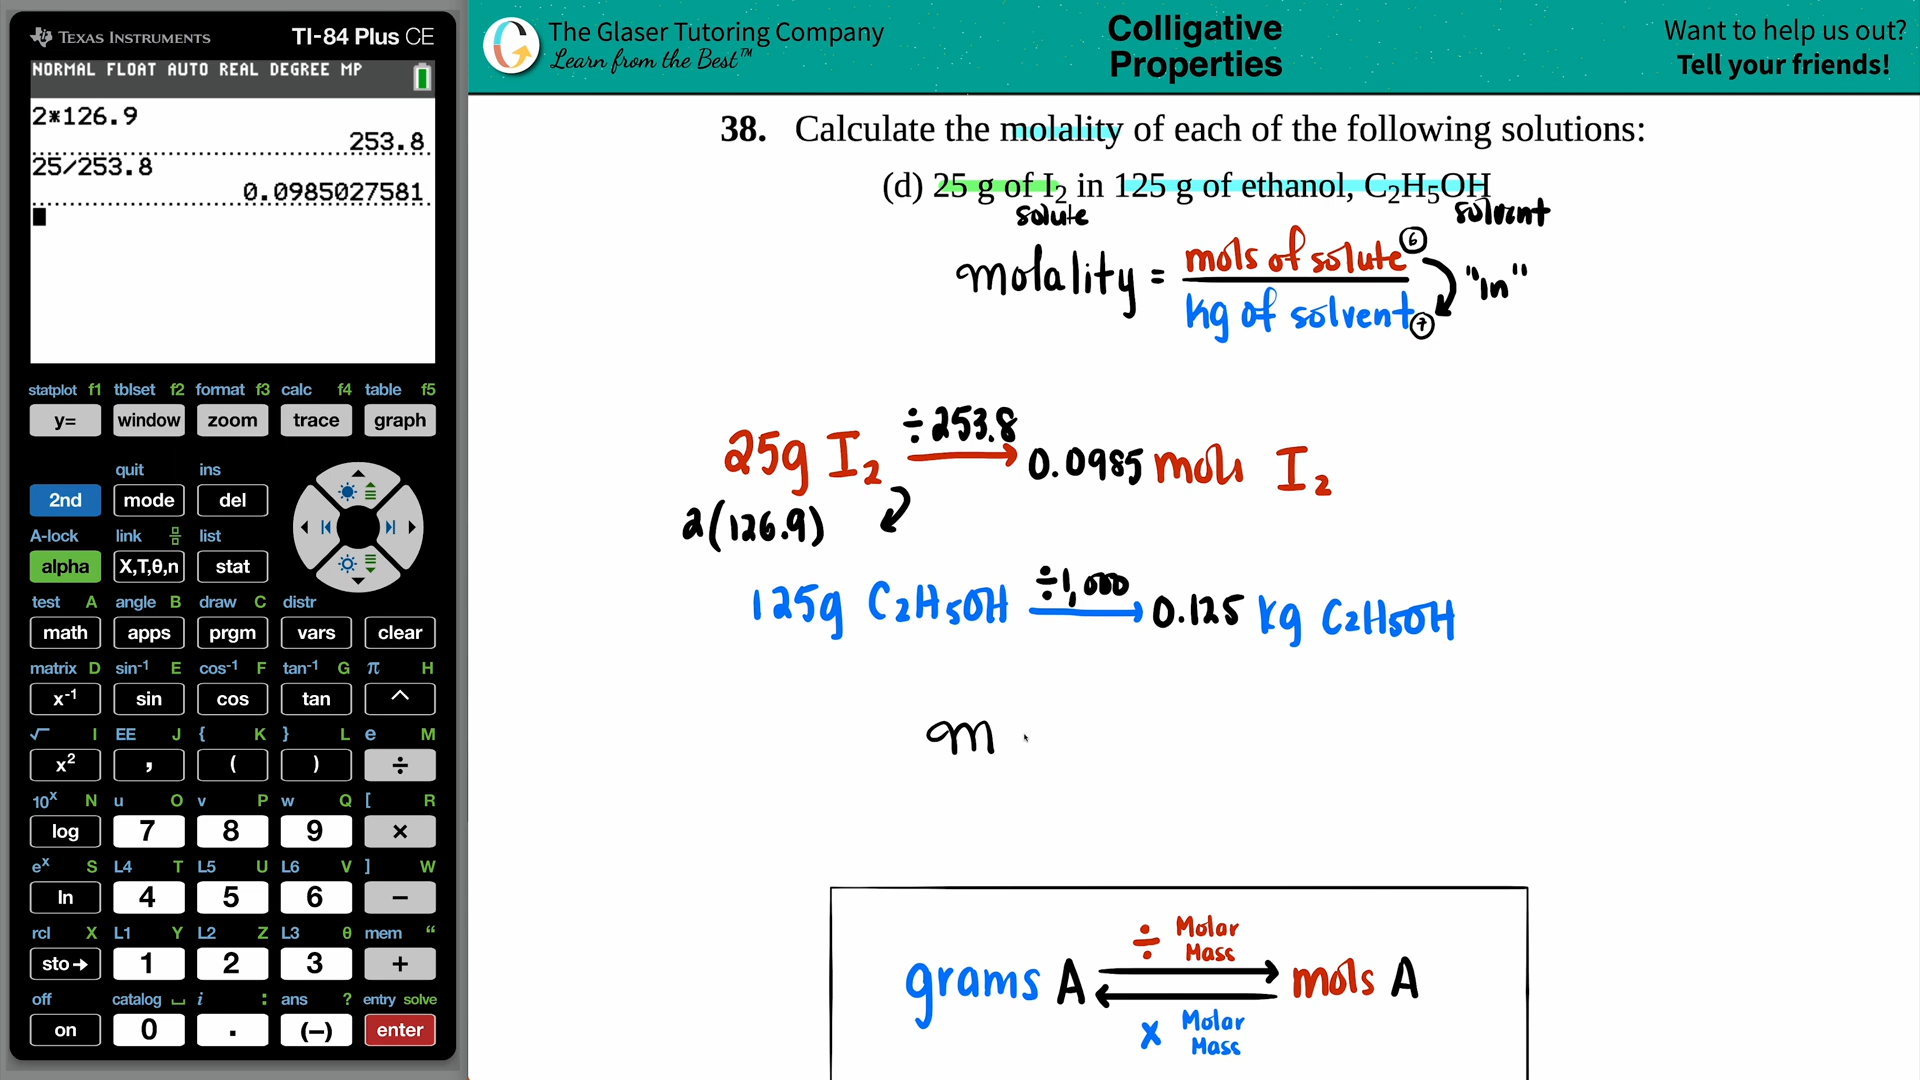 TEXAS INSTRUMENTS TI-84 Plus CE
NORMAL FLOAT AUTO REAL DEGREE MP
2*126.9
253.8
25/253.8
0.0985027581
statplot f1 tblset f2 format f3 calc f4 table f5
y= window zoom trace graph
quit ins
2nd mode del
A-lock link list
alpha X,T,θ,n stat
test A angle B draw C distr
math apps prgm vars clear
matrix D sin⁻¹ E cos⁻¹ F tan⁻¹ G π H
x⁻¹ sin cos tan ^
√ I EE J { K } L e M
x² , ( ) ÷
10ˣ N u O v P w Q [ R
log 7 8 9 ×
eˣ S L4 T L5 U L6 V ] W
ln 4 5 6 −
rcl X L1 Y L2 Z L3 θ mem "
sto→ 1 2 3 +
off catalog ⎵ i : ans ? entry solve
on 0 . (−) enter
The Glaser Tutoring Company
Learn from the Best™
Colligative
Properties
Want to help us out?
Tell your friends!
38. Calculate the molality of each of the following solutions:
(d) 25 g of I₂ in 125 g of ethanol, C₂H₅OH
solute solvent
molality = mols of solute ⑥
kg of solvent ⑦
"in"
25g I₂ ÷253.8 → 0.0985 mols I₂
2(126.9)
125g C₂H₅OH ÷1,000 → 0.125 kg C₂H₅OH
m
÷ Molar
Mass
grams A mols A
x Molar
Mass